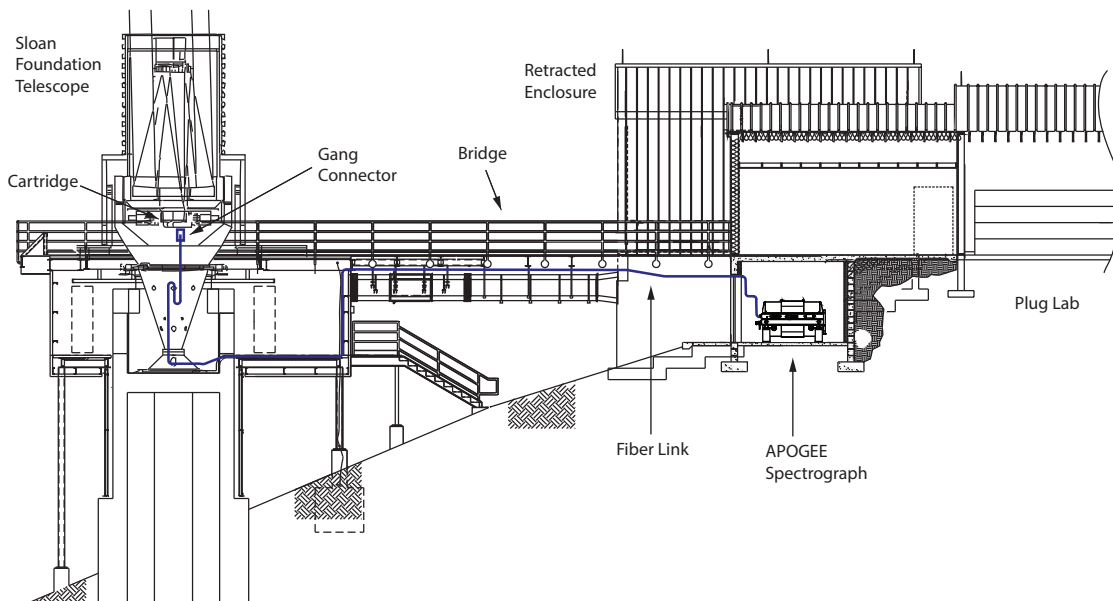 Sloan
Foundation
Telescope
Retracted
Enclosure
Gang
Connector
Bridge
Cartridge
Plug Lab
Fiber Link
APOGEE
Spectrograph